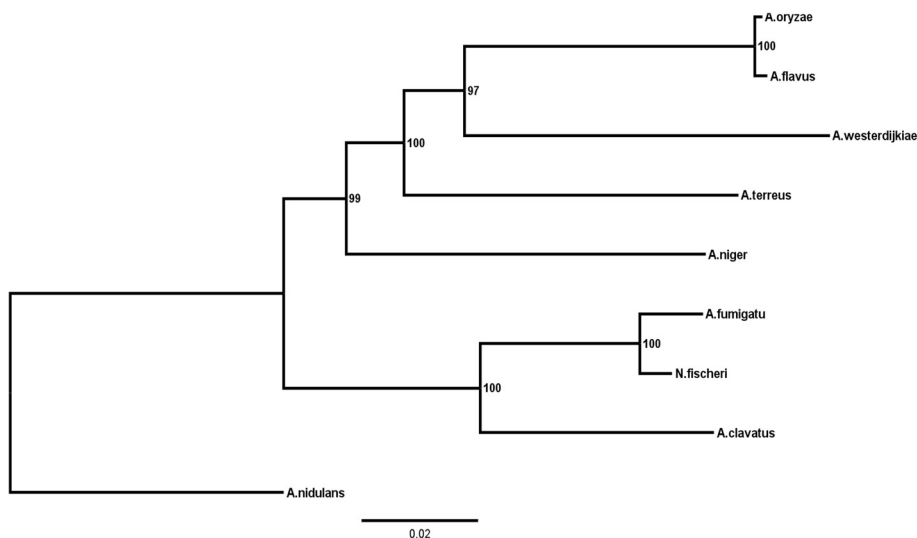 A.oryzae
100
A.flavus
97
A.westerdijkiae
100
A.terreus
99
A.niger
A.fumigatu
100
N.fischeri
100
A.clavatus
A.nidulans
0.02